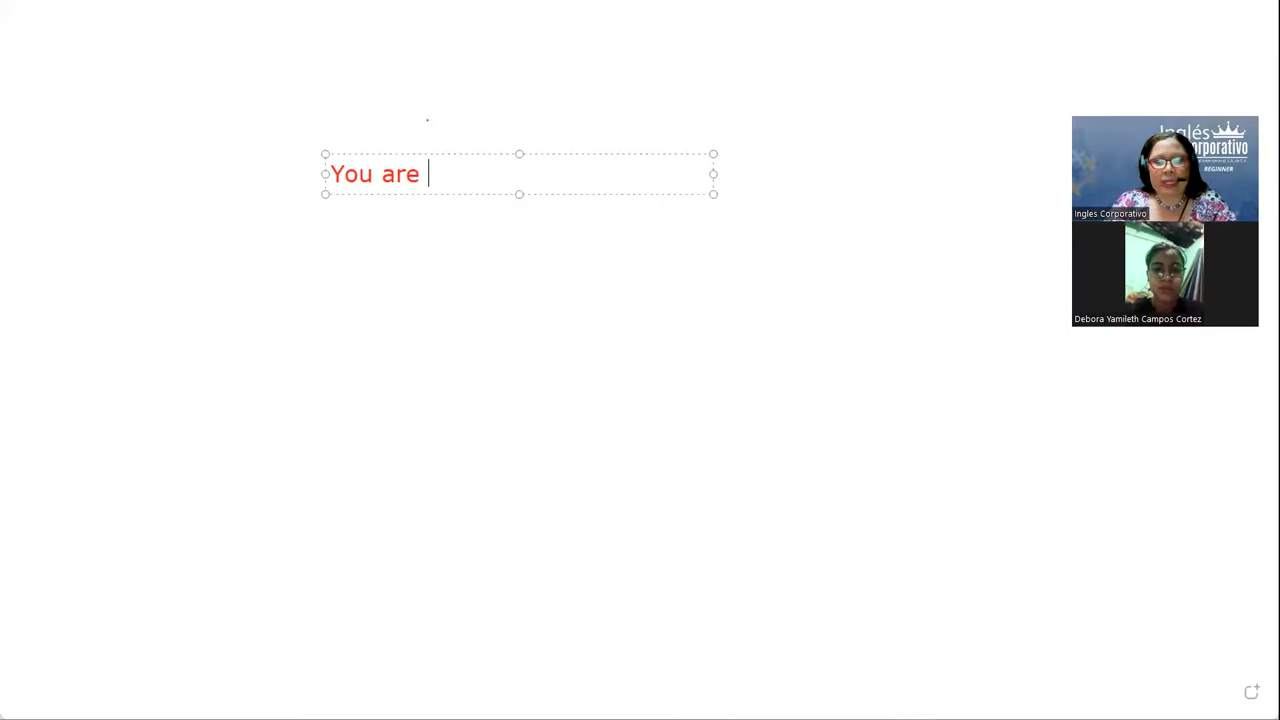 You are
Inglés
Corporativo
BEGINNER
Ingles Corporativo
Debora Yamileth Campos Cortez